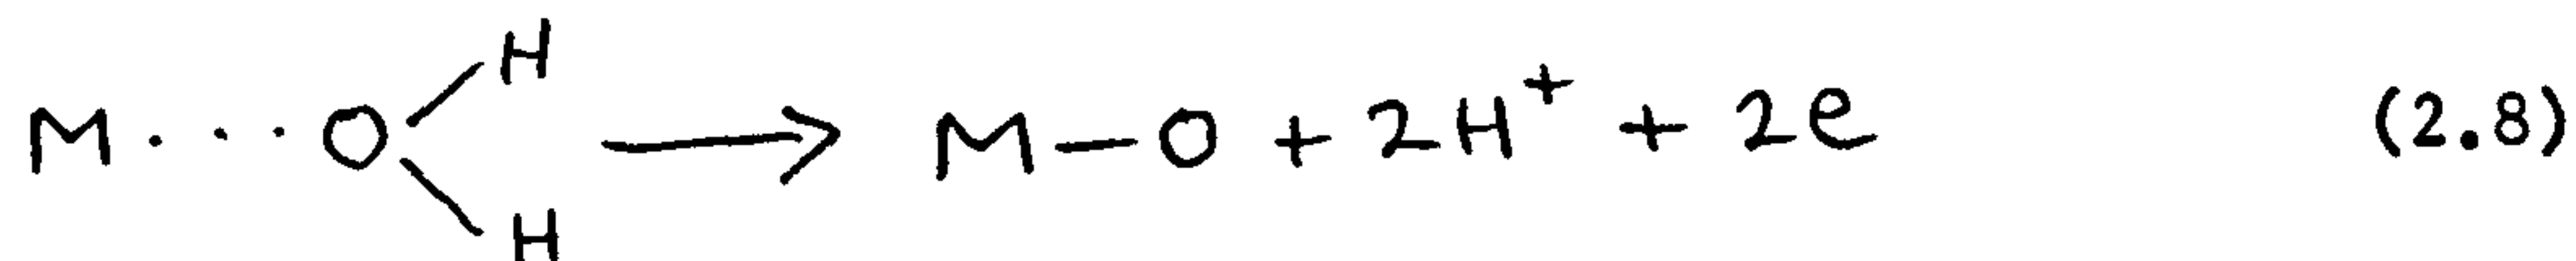 H
M···O → M—O + 2H⁺ + 2e (2.8)
H